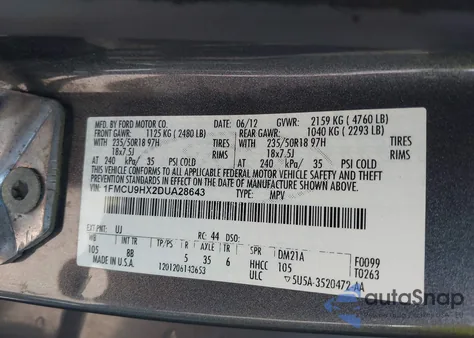 MFD. BY FORD MOTOR CO.
06/12 GVWR: 2159 KG ( 4760 LB)
FRONT GAWR: 1125 KG ( 2480 LB) REAR GAWR: 1040 KG ( 2293 LB)
WITH 235/50R18 97H TIRES 18x7.5J RIMS
WITH 235/50R18 97H TIRES 18x7.5J RIMS
AT 240 kPa/ 35 PSI COLD AT 240 kPa/ 35 PSI COLD
THIS VEHICLE CONFORMS TO ALL APPLICABLE FEDERAL MOTOR VEHICLE SAFETY AND BUMPER
STANDARDS AND THEFT PREVENTION STANDARDS IN EFFECT ON THE DATE OF MANUFACTURE SHOWN ABOVE.
VIN: 1FMCU9HX2DUA28643 TYPE: MPV
EXT PNT: UJ RC: 44 DSO:
WB INT TR TP/PS R AXLE TR SPR
105 BB 5 35 6
DM21A F0099
HHCC 105 T0263
MADE IN U.S.A. 1201206143653 ULC 5U5A-3520472-AA
autoSnap